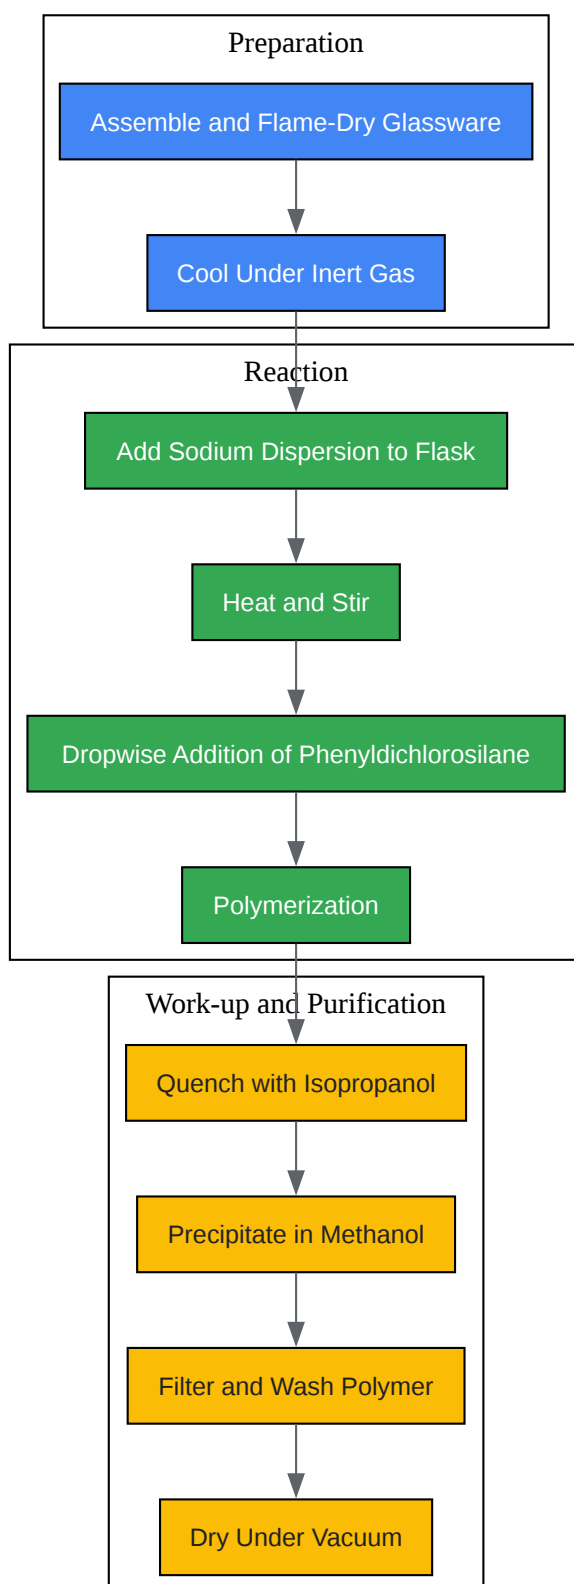 Preparation
Assemble and Flame-Dry Glassware
Cool Under Inert Gas
Reaction
Add Sodium Dispersion to Flask
Heat and Stir
Dropwise Addition of Phenyldichlorosilane
Polymerization
Work-up and Purification
Quench with Isopropanol
Precipitate in Methanol
Filter and Wash Polymer
Dry Under Vacuum